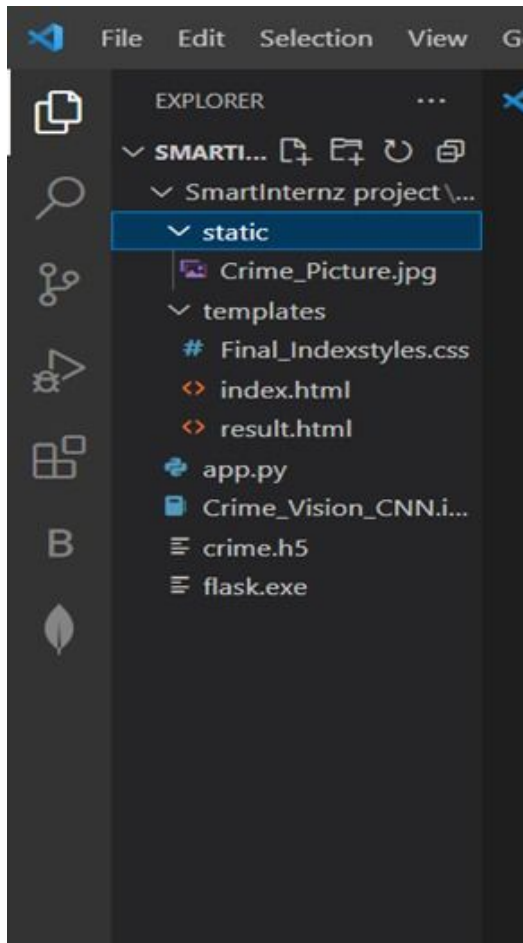 File Edit Selection View G
EXPLORER ...
SMARTI...
SmartInternz project \...
static
Crime_Picture.jpg
templates
# Final_Indexstyles.css
<> index.html
<> result.html
app.py
Crime_Vision_CNN.i...
crime.h5
flask.exe
B